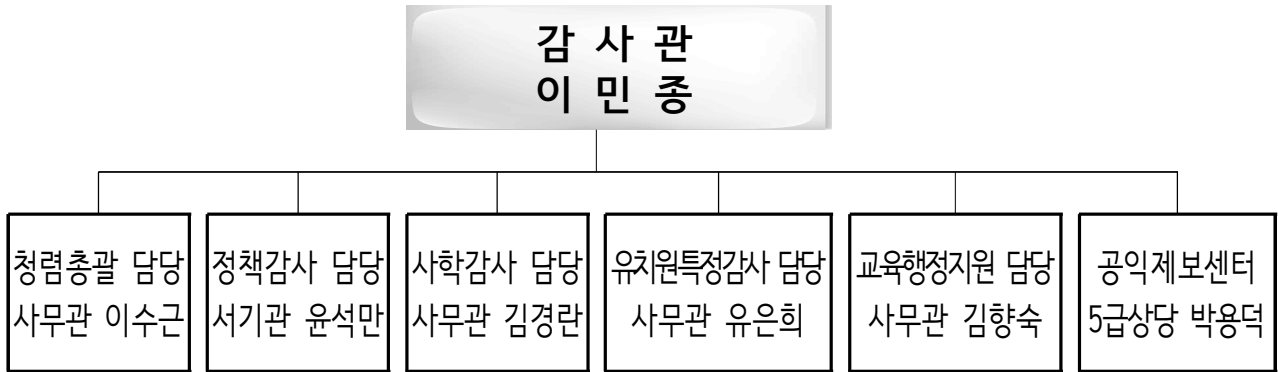 감 사 관
이 민 종
청렴총괄 담당
사무관 이수근
정책감사 담당
서기관 윤석만
사학감사 담당
사무관 김경란
유치원특정감사 담당
사무관 유은희
교육행정지원 담당
사무관 김향숙
공익제보센터
5급상당 박용덕